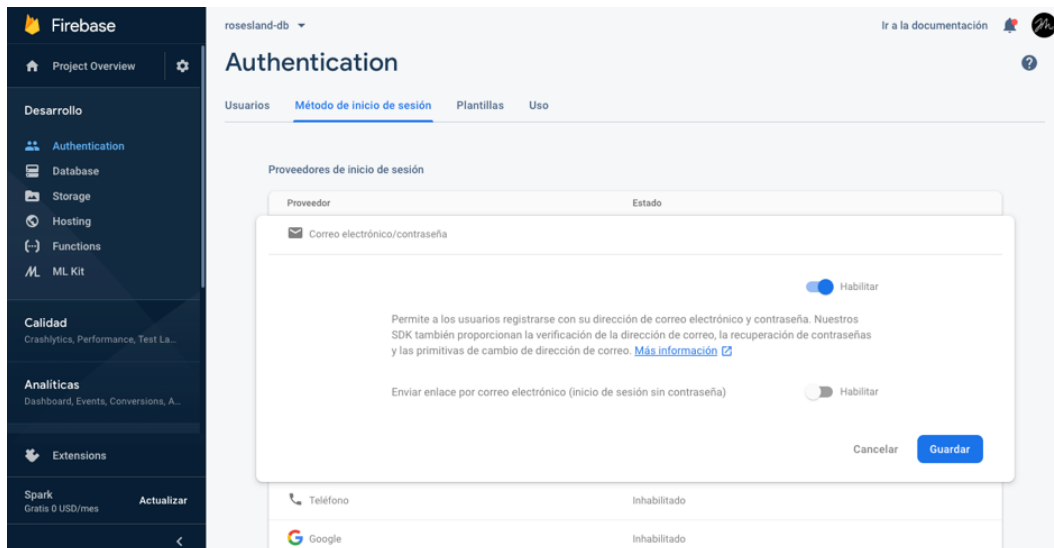 Firebase
Project Overview
Desarrollo
Authentication
Database
Storage
Hosting
Functions
ML Kit
Calidad
Crashlytics, Performance, Test La...
Analíticas
Dashboard, Events, Conversions, A...
Extensions
Spark
Gratis 0 USD/mes
Actualizar
rosesland-db
Ir a la documentación
Authentication
Usuarios Método de inicio de sesión Plantillas Uso
Proveedores de inicio de sesión
Proveedor Estado
Correo electrónico/contraseña
Habilitar
Permite a los usuarios registrarse con su dirección de correo electrónico y contraseña. Nuestros
SDK también proporcionan la verificación de la dirección de correo, la recuperación de contraseñas
y las primitivas de cambio de dirección de correo. Más información
Enviar enlace por correo electrónico (inicio de sesión sin contraseña) Habilitar
Cancelar Guardar
Teléfono Inhabilitado
Google Inhabilitado